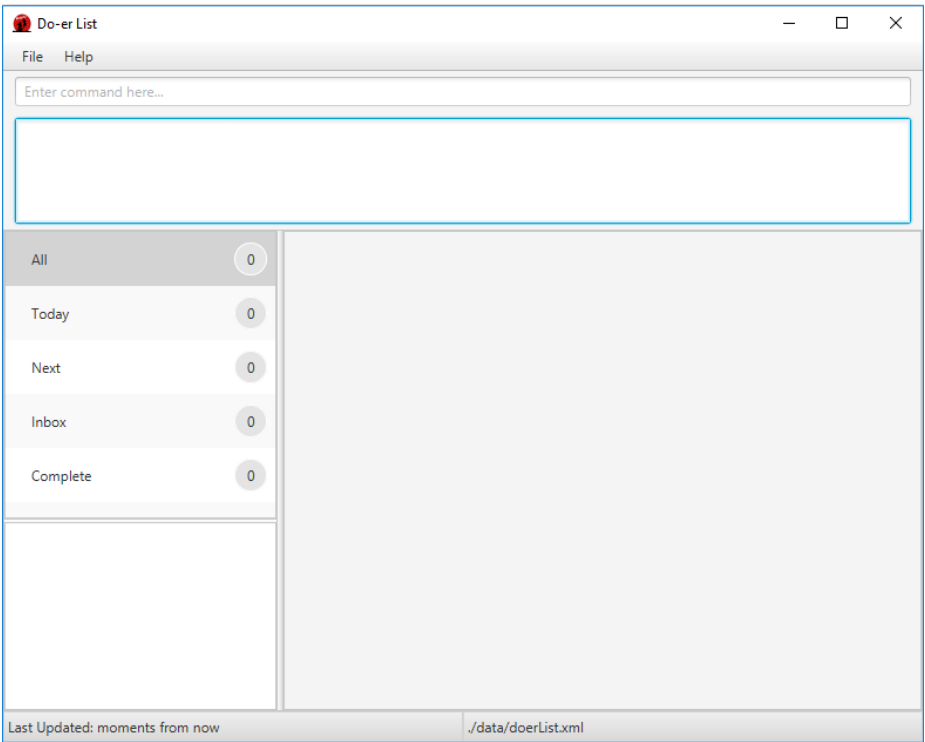 Do-er List
File Help
Enter command here...
All 0
Today 0
Next 0
Inbox 0
Complete 0
Last Updated: moments from now ./data/doerList.xml